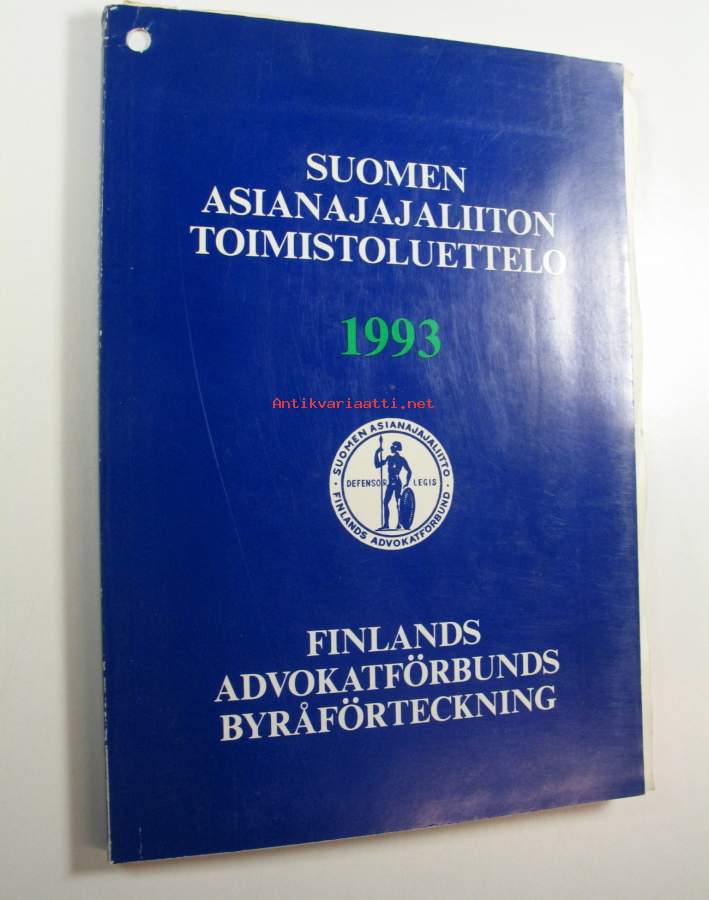 SUOMEN
ASIANAJAJALIITON
TOIMISTOLUETTELO
1993
Antikvariaatti.net
· SUOMEN ASIANAJAJALIITTO ·
DEFENSOR LEGIS
FINLANDS ADVOKATFÖRBUND
FINLANDS
ADVOKATFÖRBUNDS
BYRÅFÖRTECKNING